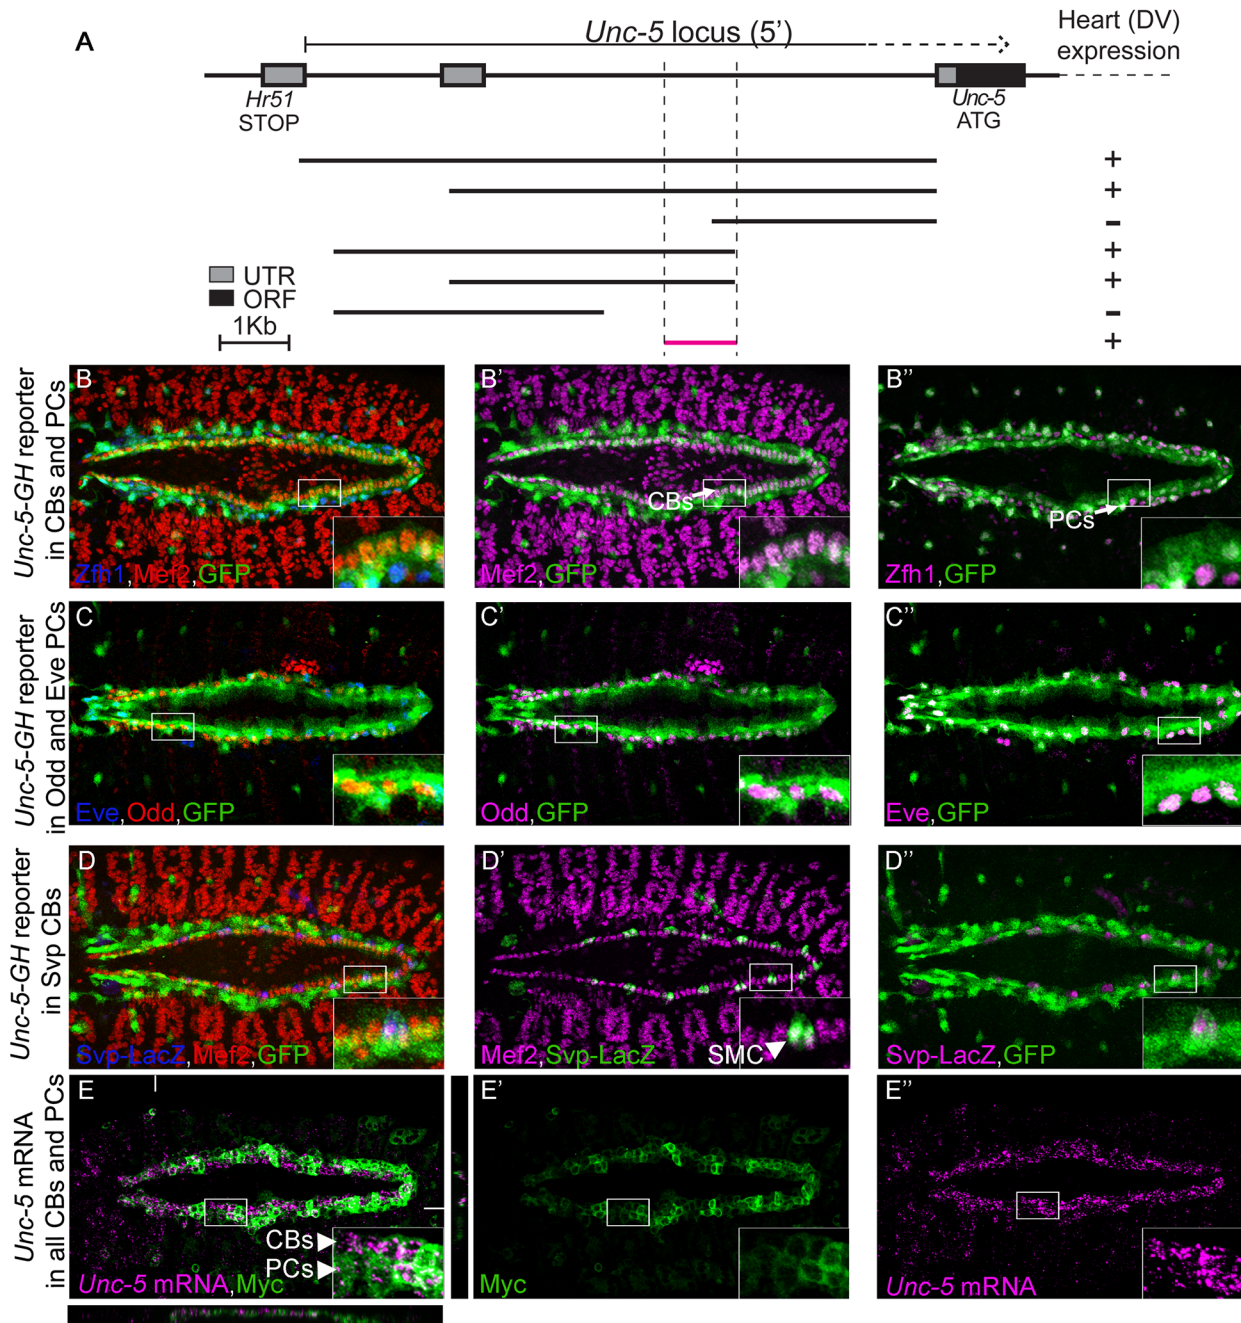 A
Unc-5 locus (5')
Heart (DV)
expression
Hr51
STOP
Unc-5
ATG
+
+
-
+
+
-
+
UTR
ORF
1Kb
Unc-5-GH reporter
in CBs and PCs
B
Zfh1,Mef2,GFP
B'
CBs
Mef2,GFP
B''
PCs
Zfh1,GFP
Unc-5-GH reporter
in Odd and Eve PCs
C
Eve,Odd,GFP
C'
Odd,GFP
C''
Eve,GFP
Unc-5-GH reporter
in Svp CBs
D
Svp-LacZ,Mef2,GFP
D'
SMC
Mef2,Svp-LacZ
D''
Svp-LacZ,GFP
Unc-5 mRNA
in all CBs and PCs
E
CBs
PCs
Unc-5 mRNA,Myc
E'
Myc
E''
Unc-5 mRNA